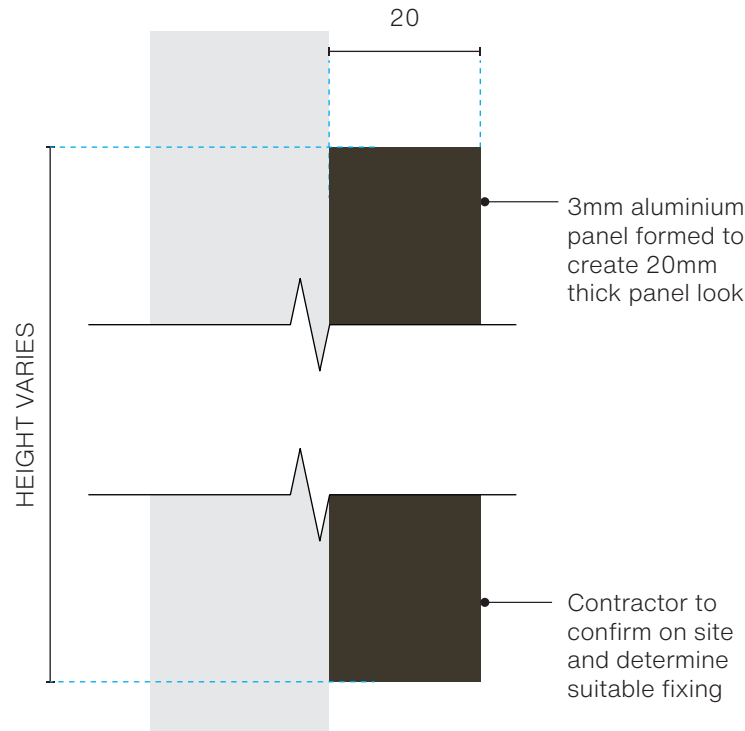 20
3mm aluminium
panel formed to
create 20mm
thick panel look
HEIGHT VARIES
Contractor to
confirm on site
and determine
suitable fixing